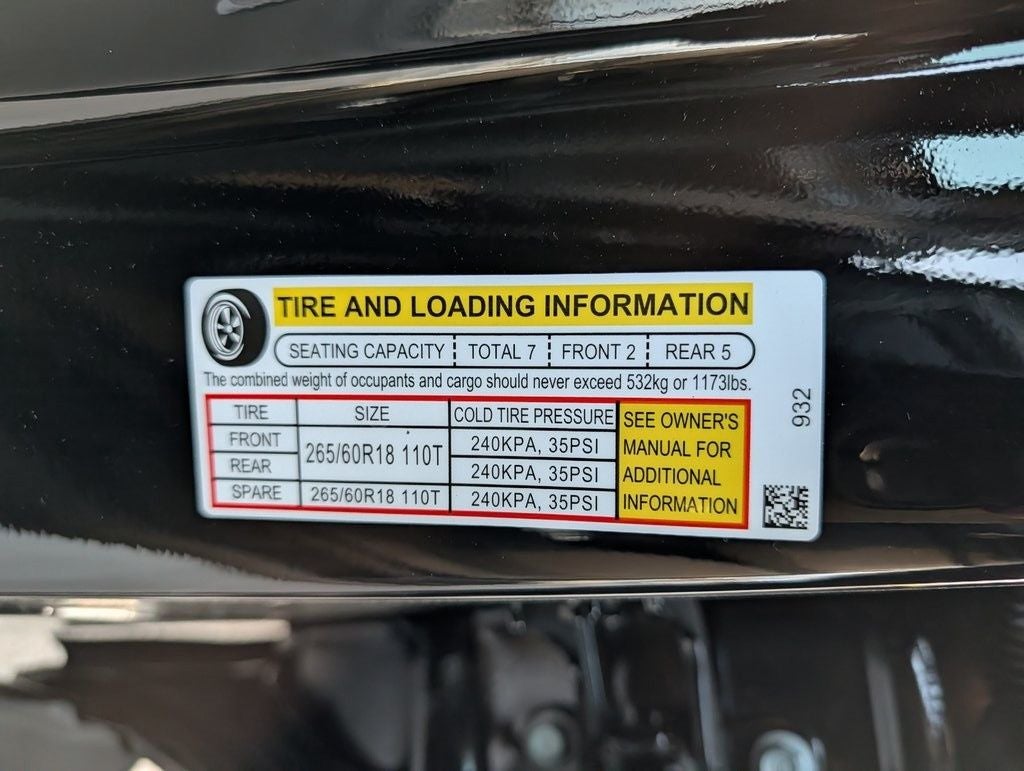 TIRE AND LOADING INFORMATION
SEATING CAPACITY TOTAL 7 FRONT 2 REAR 5
The combined weight of occupants and cargo should never exceed 532kg or 1173lbs.
TIRE SIZE COLD TIRE PRESSURE
FRONT 265/60R18 110T 240KPA, 35PSI
REAR 240KPA, 35PSI
SPARE 265/60R18 110T 240KPA, 35PSI
SEE OWNER'S
MANUAL FOR
ADDITIONAL
INFORMATION
932